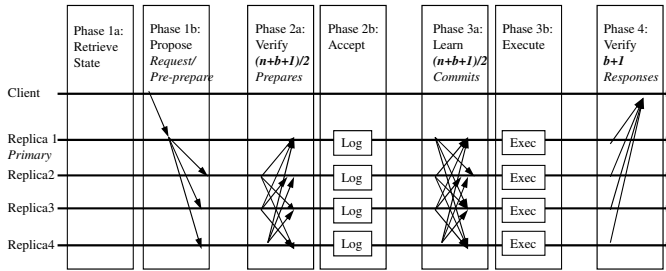 Phase 1a:
Retrieve
State
Phase 1b:
Propose
Request/
Pre-prepare
Phase 2a:
Verify
(n+b+1)/2
Prepares
Phase 2b:
Accept
Phase 3a:
Learn
(n+b+1)/2
Commits
Phase 3b:
Execute
Phase 4:
Verify
b+1
Responses
Client
Replica 1
Primary
Log
Exec
Replica2
Log
Exec
Replica3
Log
Exec
Replica4
Log
Exec